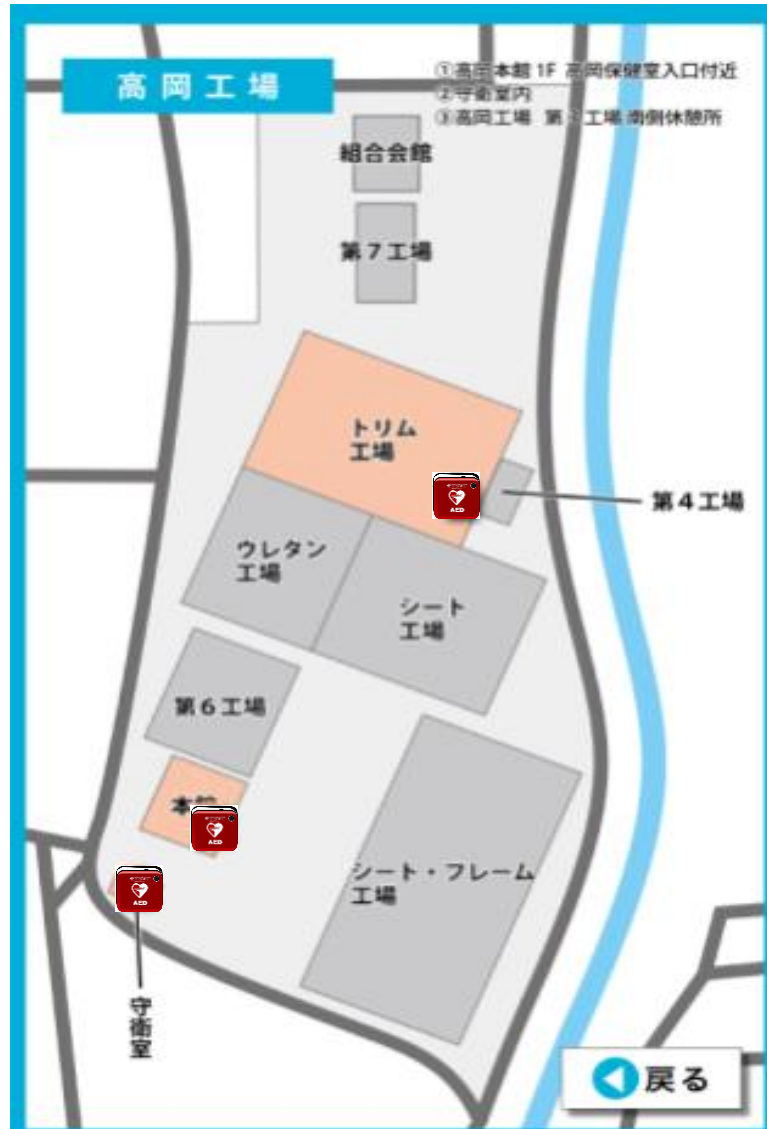 高岡工場
①高岡本館 1F 高岡保健室入口付近
②守衛室内
③高岡工場 第 工場 南側休憩所
組合会館
第7工場
トリム
工場
AED
第4工場
ウレタン
工場
シート
工場
第6工場
本館
AED
シート・フレーム
工場
AED
守衛室
戻る